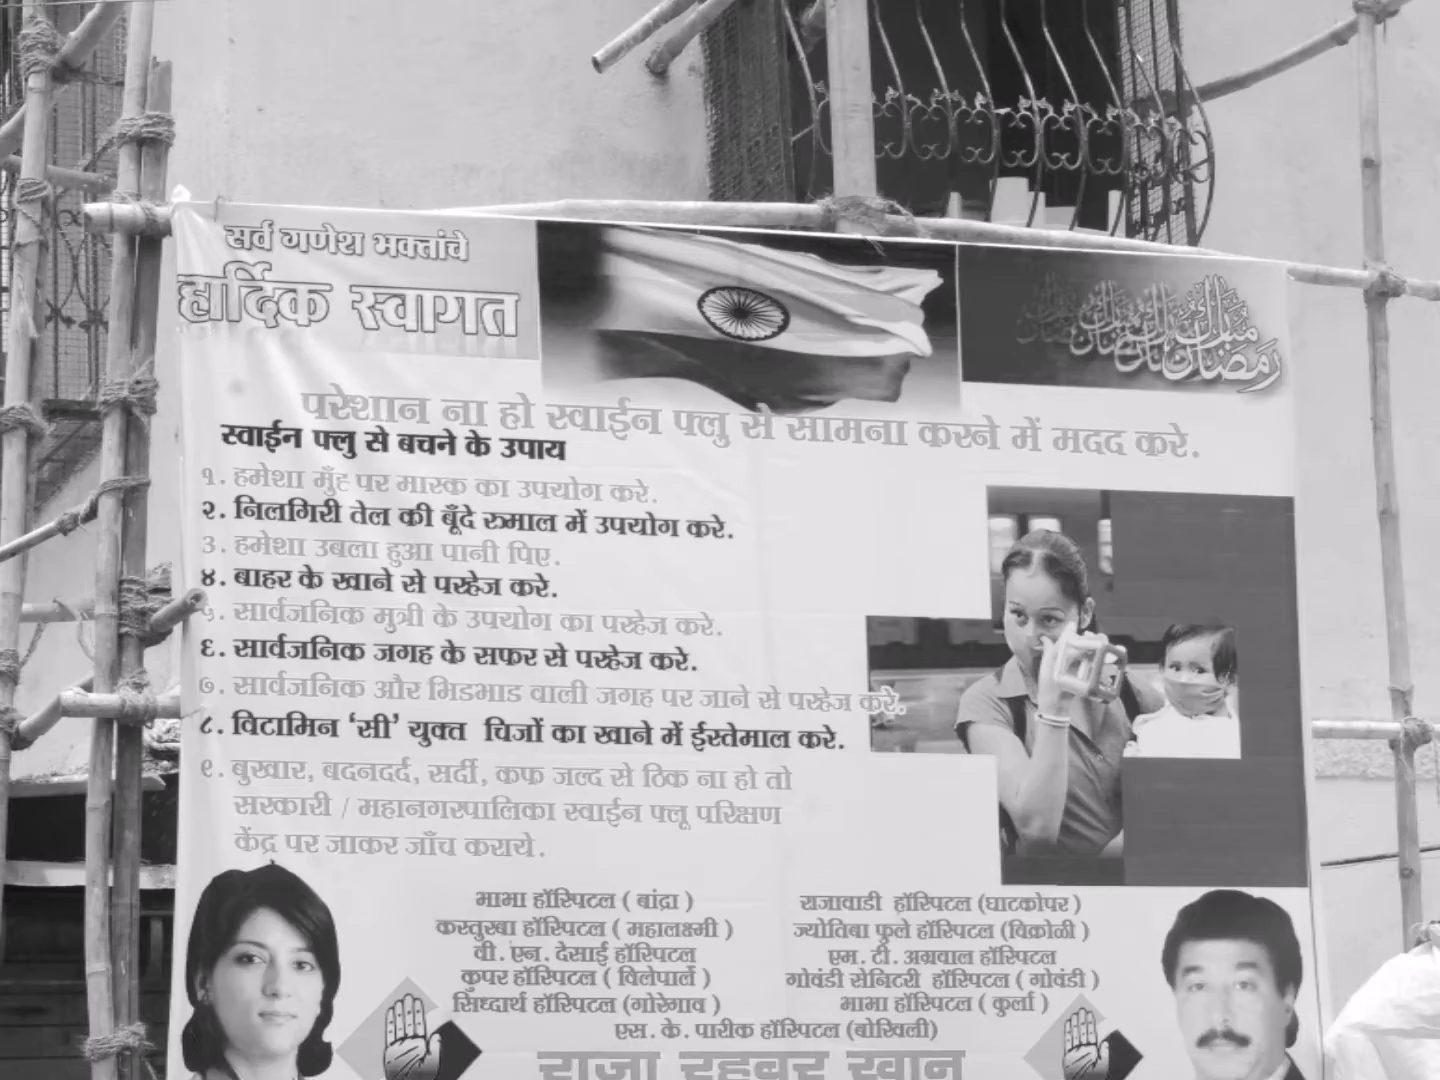 सर्व गणेश भक्तांचे
हार्दिक स्वागत
رمضان مبارك
परेशान ना हो स्वाईन फ्लु से सामना करने में मदद करे.
स्वाईन फ्लु से बचने के उपाय
१. हमेशा मुँह पर मास्क का उपयोग करे.
२. निलगिरी तेल की बूँदे रुमाल में उपयोग करे.
३. हमेशा उबला हुआ पानी पिए.
४. बाहर के खाने से परहेज करे.
५. सार्वजनिक मुत्री के उपयोग का परहेज करे.
६. सार्वजनिक जगह के सफर से परहेज करे.
७. सार्वजनिक और भिडभाड वाली जगह पर जाने से परहेज करे.
८. विटामिन ‘सी’ युक्त चिजों का खाने में ईस्तेमाल करे.
९. बुखार, बदनदर्द, सर्दी, कफ जल्द से ठिक ना हो तो
सरकारी / महानगरपालिका स्वाईन फ्लू परिक्षण
केंद्र पर जाकर जाँच कराये.
भाभा हॉस्पिटल ( बांद्रा )
राजावाडी हॉस्पिटल (घाटकोपर )
कस्तुरबा हॉस्पिटल ( महालक्ष्मी )
ज्योतिबा फुले हॉस्पिटल (विक्रोळी )
वी. एन. देसाई हॉस्पिटल
एम. टी. अग्रवाल हॉस्पिटल
कुपर हॉस्पिटल ( विलेपार्ले )
गोवंडी सेनिटरी हॉस्पिटल ( गोवंडी )
सिध्दार्थ हॉस्पिटल (गोरेगाव )
भाभा हॉस्पिटल ( कुर्ला )
एस. के. पारीक हॉस्पिटल (बोरिवली)
राजा रहबर खान